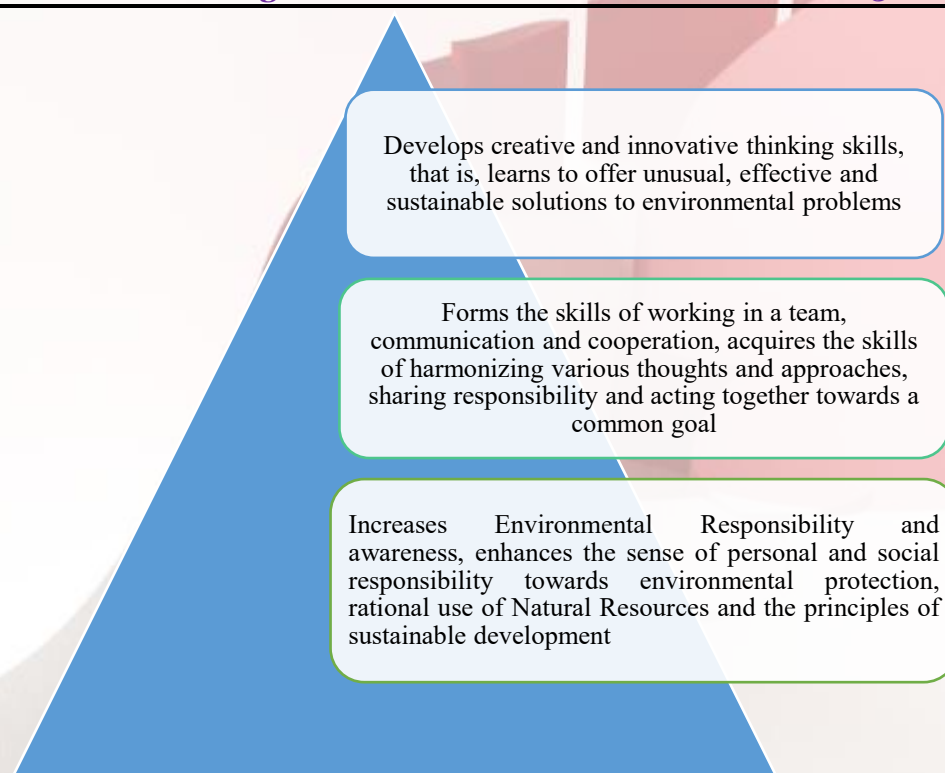 Develops creative and innovative thinking skills,
that is, learns to offer unusual, effective and
sustainable solutions to environmental problems
Forms the skills of working in a team,
communication and cooperation, acquires the skills
of harmonizing various thoughts and approaches,
sharing responsibility and acting together towards a
common goal
Increases Environmental Responsibility and
awareness, enhances the sense of personal and social
responsibility towards environmental protection,
rational use of Natural Resources and the principles of
sustainable development